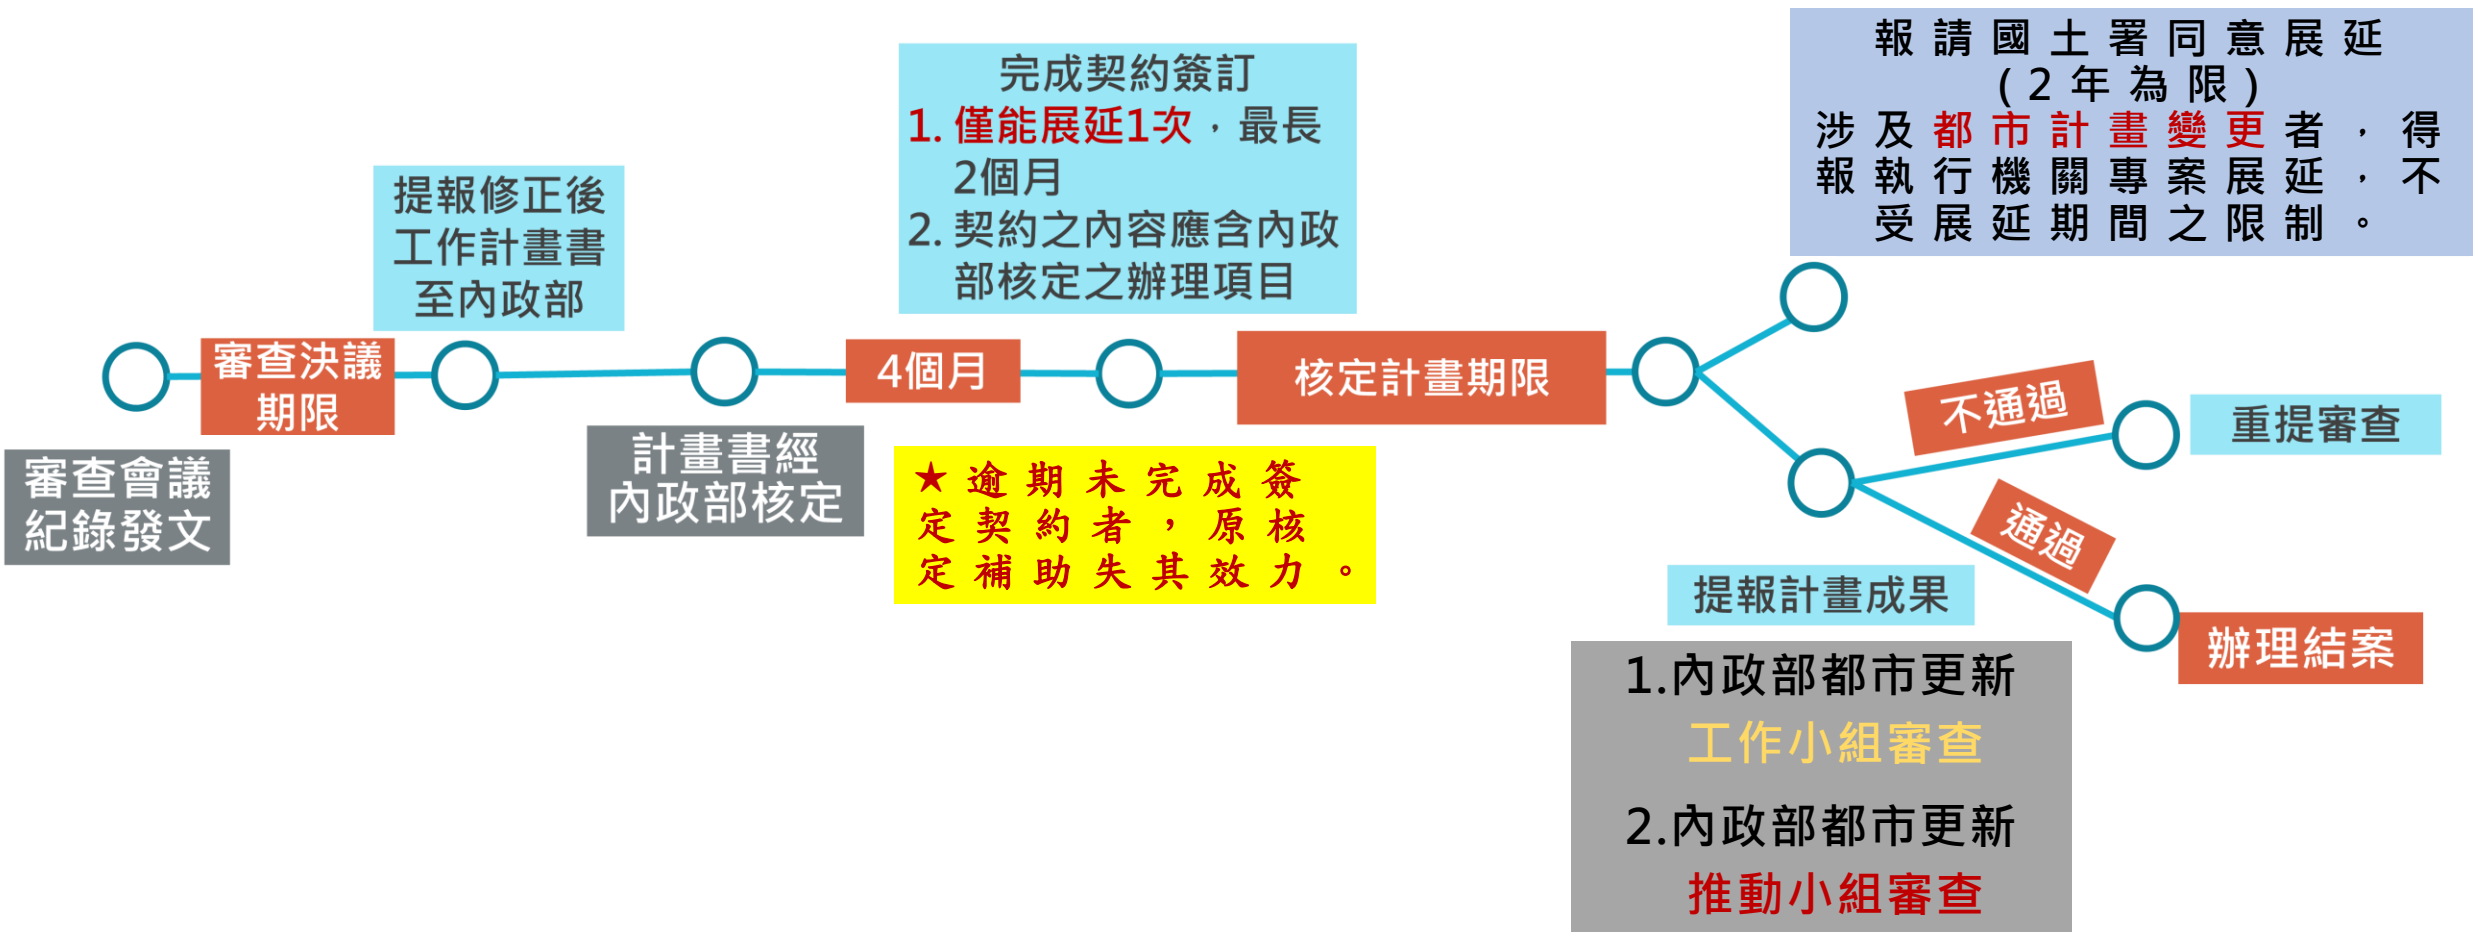 審查會議
紀錄發文
審查決議
期限
提報修正後
工作計畫書
至內政部
計畫書經
內政部核定
4個月
完成契約簽訂
1. 僅能展延1次，最長
2個月
2. 契約之內容應含內政
部核定之辦理項目
★逾期未完成簽
定契約者，原核
定補助失其效力。
核定計畫期限
報請國土署同意展延
(2年為限)
涉及都市計畫變更者，得
報執行機關專案展延，不
受展延期間之限制。
提報計畫成果
1.內政部都市更新
工作小組審查
2.內政部都市更新
推動小組審查
不通過
重提審查
通過
辦理結案